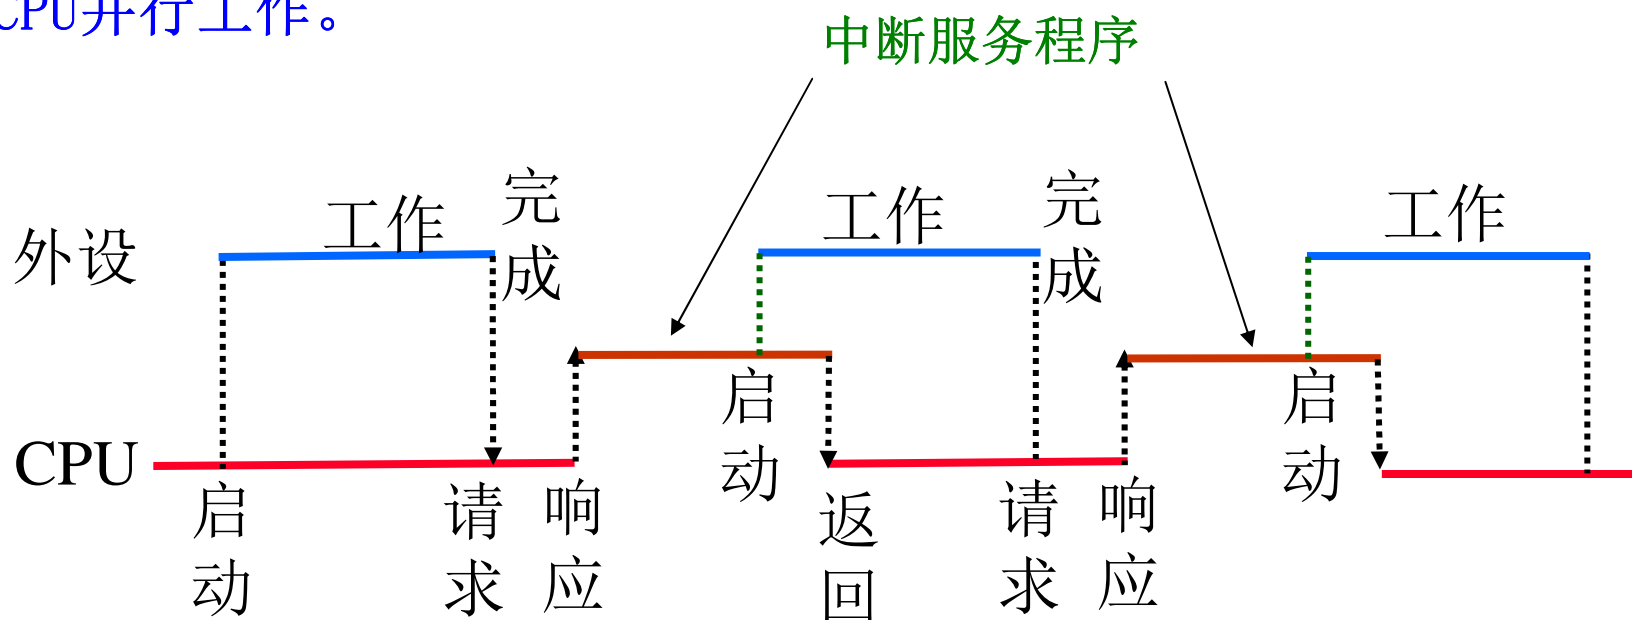 CPU并行工作。
中断服务程序
外设
工作
完成
工作
完成
工作
CPU
启动
请求
响应
启动
返回
请求
响应
启动